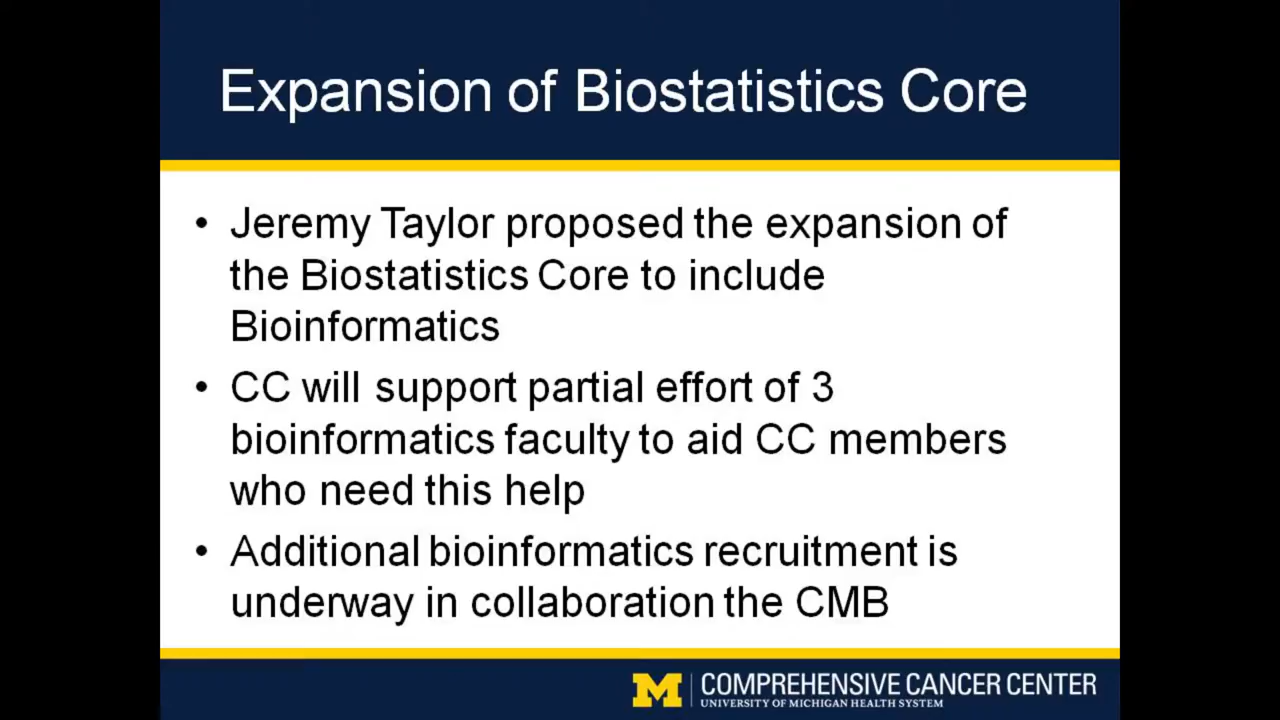 Expansion of Biostatistics Core
• Jeremy Taylor proposed the expansion of
the Biostatistics Core to include
Bioinformatics
• CC will support partial effort of 3
bioinformatics faculty to aid CC members
who need this help
• Additional bioinformatics recruitment is
underway in collaboration the CMB
M COMPREHENSIVE CANCER CENTER
UNIVERSITY OF MICHIGAN HEALTH SYSTEM